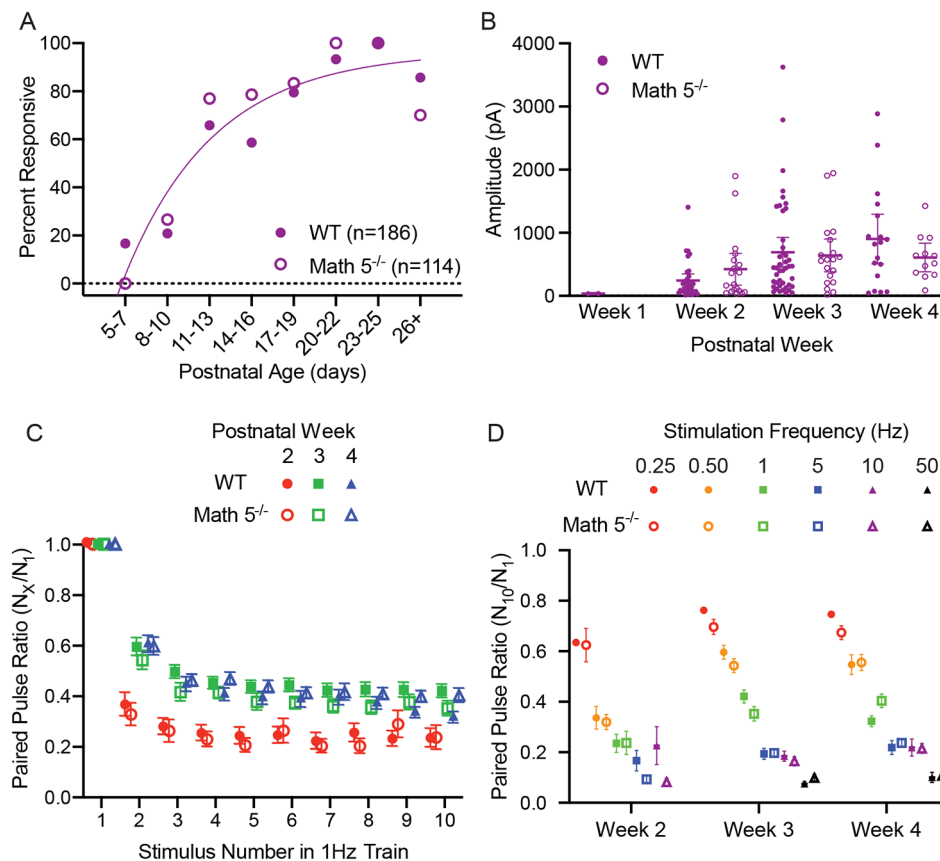 A
Percent Responsive
100
80
60
40
20
0
WT (n=186)
Math 5-/- (n=114)
5-7
8-10
11-13
14-16
17-19
20-22
23-25
26+
Postnatal Age (days)
B
Amplitude (pA)
4000
3000
2000
1000
0
WT
Math 5-/-
Week 1
Week 2
Week 3
Week 4
Postnatal Week
C
Postnatal Week
2 3 4
WT
Math 5-/-
Paired Pulse Ratio (NX/N1)
1.0
0.8
0.6
0.4
0.2
0.0
1 2 3 4 5 6 7 8 9 10
Stimulus Number in 1Hz Train
D
Stimulation Frequency (Hz)
0.25 0.50 1 5 10 50
WT
Math 5-/-
Paired Pulse Ratio (N10/N1)
1.0
0.8
0.6
0.4
0.2
0.0
Week 2
Week 3
Week 4